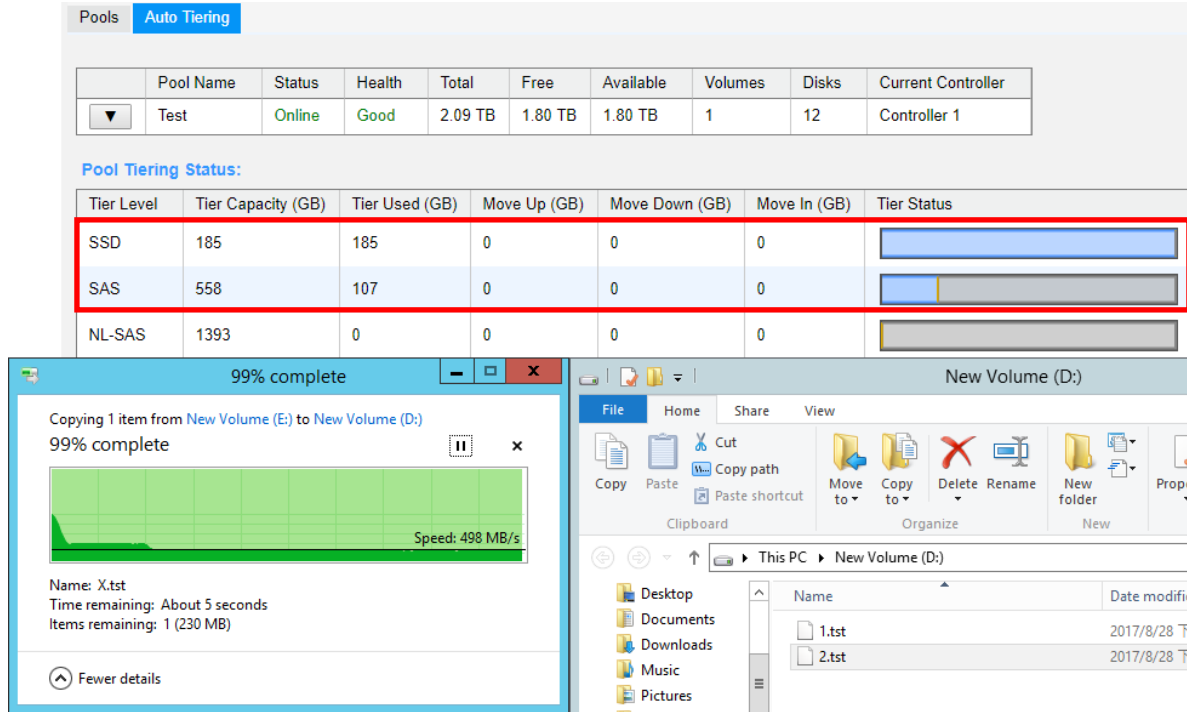 Pools Auto Tiering
Pool Name Status Health Total Free Available Volumes Disks Current Controller
▼ Test Online Good 2.09 TB 1.80 TB 1.80 TB 1 12 Controller 1
Pool Tiering Status:
Tier Level Tier Capacity (GB) Tier Used (GB) Move Up (GB) Move Down (GB) Move In (GB) Tier Status
SSD 185 185 0 0 0
SAS 558 107 0 0 0
NL-SAS 1393 0 0 0 0
99% complete
Copying 1 item from New Volume (E:) to New Volume (D:)
99% complete
Speed: 498 MB/s
Name: X.tst
Time remaining: About 5 seconds
Items remaining: 1 (230 MB)
Fewer details
New Volume (D:)
File Home Share View
Copy
Paste
Cut
Copy path
Paste shortcut
Clipboard
Move to
Copy to
Delete
Rename
Organize
New folder
New
This PC New Volume (D:)
Desktop
Documents
Downloads
Music
Pictures
Name
1.tst 2017/8/28
2.tst 2017/8/28